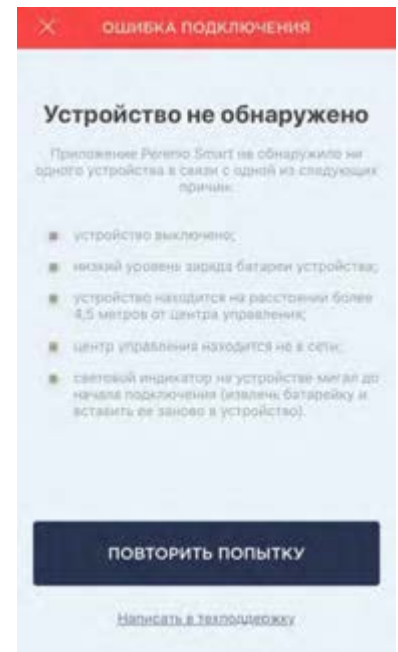 ОШИБКА ПОДКЛЮЧЕНИЯ
Устройство не обнаружено
Приложение Perenio Smart не обнаружило ни
одного устройства в связи с одной из следующих
причин:
устройство выключено;
низкий уровень заряда батареи устройства;
устройство находится на расстоянии более
4,5 метров от центра управления;
центр управления находится не в сети;
световой индикатор на устройстве мигал до
начала подключения (извлечь батарейку и
вставить ее заново в устройство).
ПОВТОРИТЬ ПОПЫТКУ
Написать в техподдержку